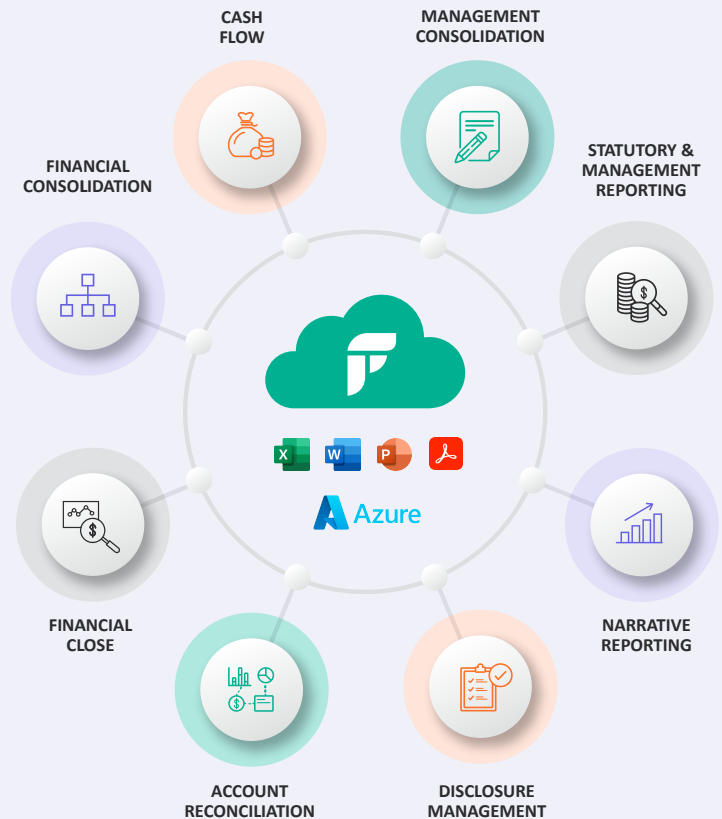 CASH
FLOW
MANAGEMENT
CONSOLIDATION
STATUTORY &
MANAGEMENT
REPORTING
FINANCIAL
CONSOLIDATION
F
X
W
P
Azure
NARRATIVE
REPORTING
FINANCIAL
CLOSE
ACCOUNT
RECONCILIATION
DISCLOSURE
MANAGEMENT